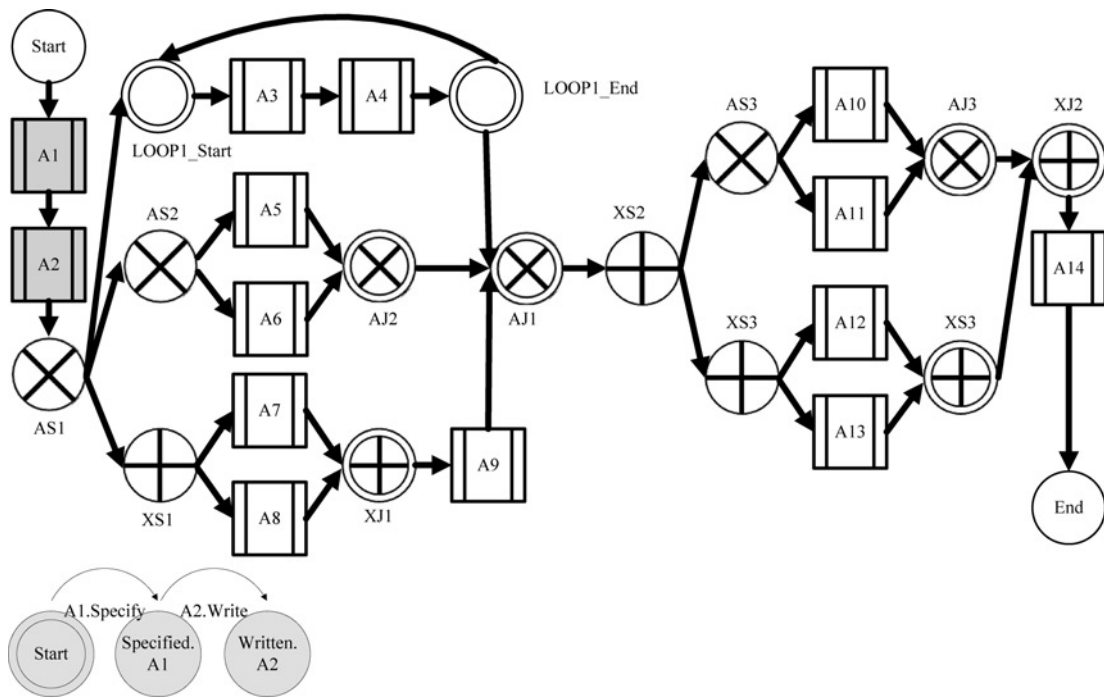 Start
A1
A2
AS1
LOOP1_Start
A3
A4
LOOP1_End
AS2
A5
A6
AJ2
A7
A8
XS1
XJ1
A9
AJ1
XS2
AS3
A10
A11
AJ3
XJ2
XS3
A12
A13
XS3
A14
End
A1.Specify
A2.Write
Start
Specified.
A1
Written.
A2